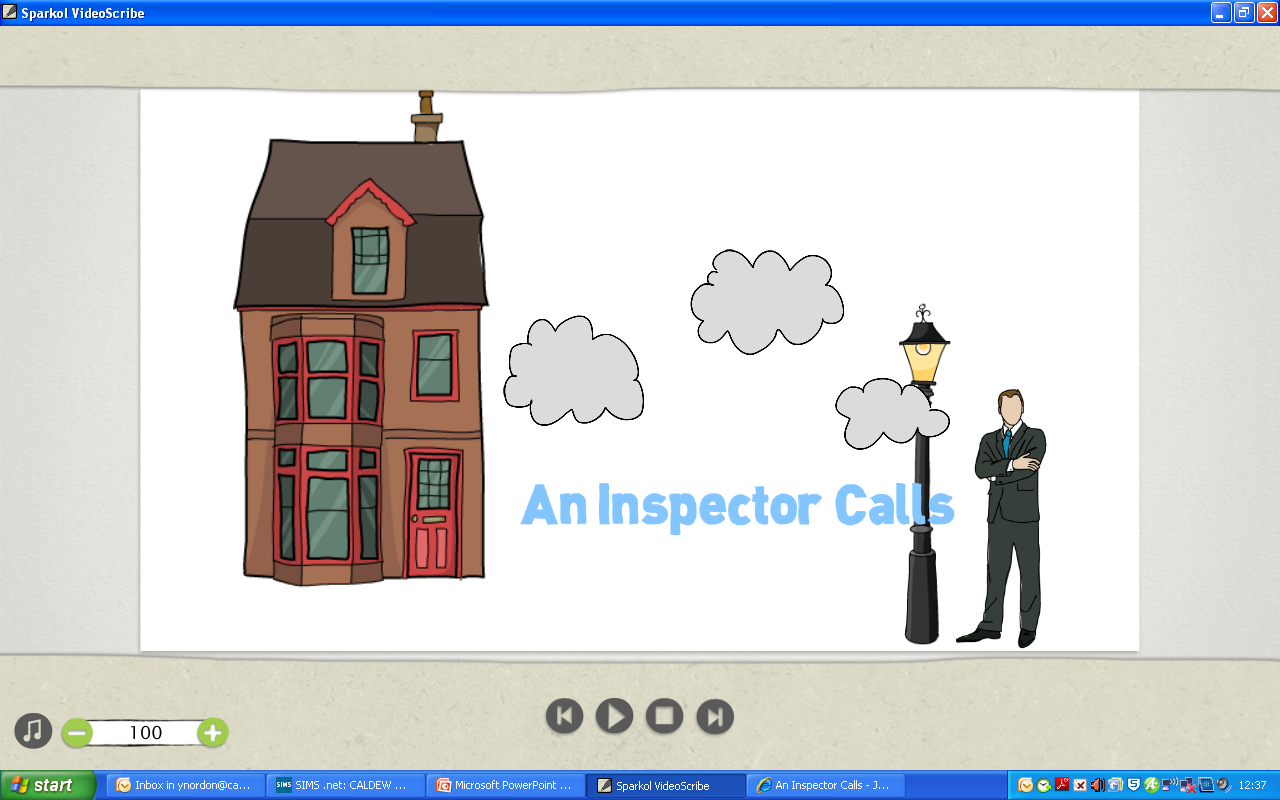 Sparkol VideoScribe
An Inspector Calls
100
start
Inbox in ynordon@ca...
SIMS .net: CALDEW ...
Microsoft PowerPoint ...
Sparkol VideoScribe
An Inspector Calls - J...
12:37